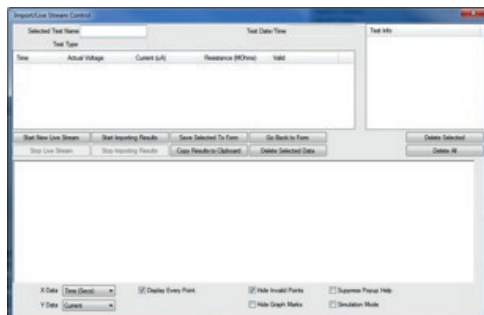 Import/Live Stream Control
Selected Test Name Test Date/Time Test Info
Test Type
Time Actual Voltage Current (uA) Resistance (MOhms) Valid
Start New Live Stream Start Importing Results Save Selected To Form Go Back to Form Delete Selected
Stop Live Stream Stop Importing Results Copy Results to Clipboard Delete Selected Data Delete All
X Data Time (Secs) Display Every Point Hide Invalid Points Suppress Popup Help
Y Data Current Hide Graph Marks Simulation Mode